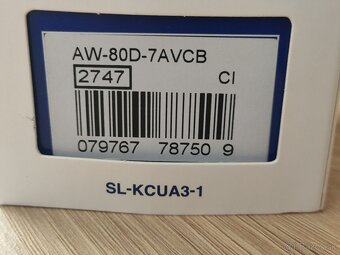 AW-80D-7AVCB
2747 CI
079767 78750 9
SL-KCUA3-1